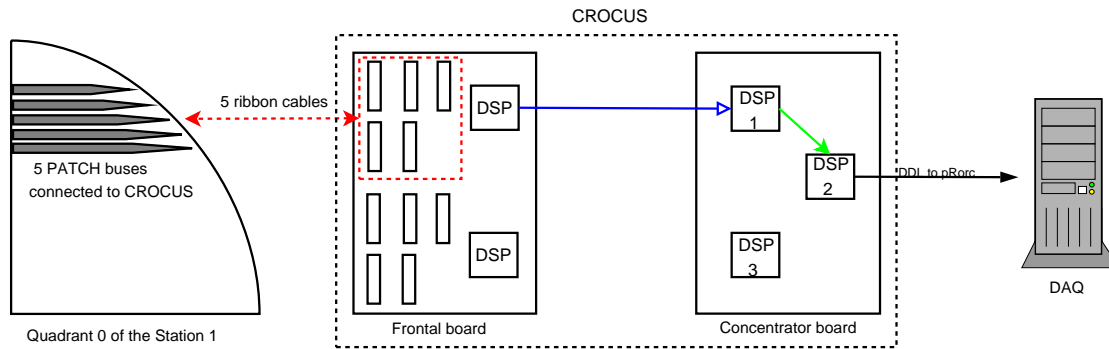 CROCUS
5 ribbon cables
5 PATCH buses
connected to CROCUS
DSP
DSP
DSP
1
DSP
2
DSP
3
DDL to pRorc
DAQ
Quadrant 0 of the Station 1
Frontal board
Concentrator board